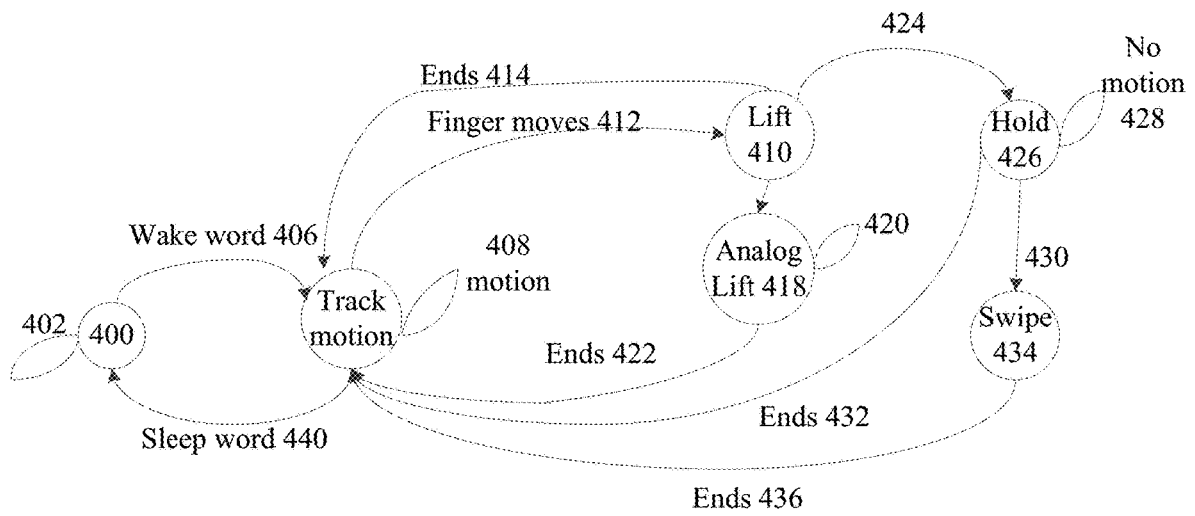 424
No
motion
428
Ends 414
Lift
410
Hold
426
Finger moves 412
Wake word 406
408
motion
420
Analog
Lift 418
430
Track
motion
402
400
Swipe
434
Ends 422
Ends 432
Sleep word 440
Ends 436